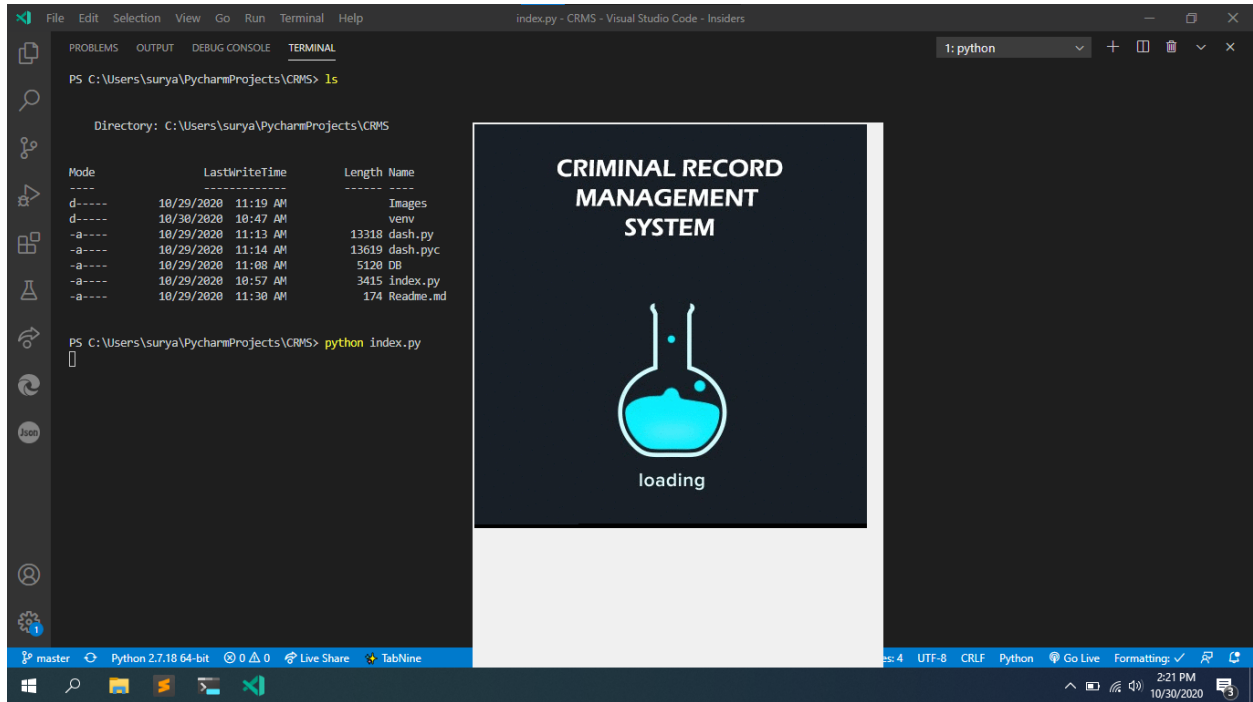 File Edit Selection View Go Run Terminal Help
index.py - CRMS - Visual Studio Code - Insiders
PROBLEMS OUTPUT DEBUG CONSOLE TERMINAL
1: python
PS C:\Users\surya\PycharmProjects\CRMS> ls
Directory: C:\Users\surya\PycharmProjects\CRMS
Mode LastWriteTime Length Name
---- ------------- ------ ----
d----- 10/29/2020 11:19 AM Images
d----- 10/30/2020 10:47 AM venv
-a---- 10/29/2020 11:13 AM 13318 dash.py
-a---- 10/29/2020 11:14 AM 13619 dash.pyc
-a---- 10/29/2020 11:08 AM 5120 DB
-a---- 10/29/2020 10:57 AM 3415 index.py
-a---- 10/29/2020 11:30 AM 174 Readme.md
PS C:\Users\surya\PycharmProjects\CRMS> python index.py
CRIMINAL RECORD
MANAGEMENT
SYSTEM
loading
Json
1
master Python 2.7.18 64-bit 0 0 Live Share TabNine
es: 4 UTF-8 CRLF Python Go Live Formatting: ✓
2:21 PM
10/30/2020
3